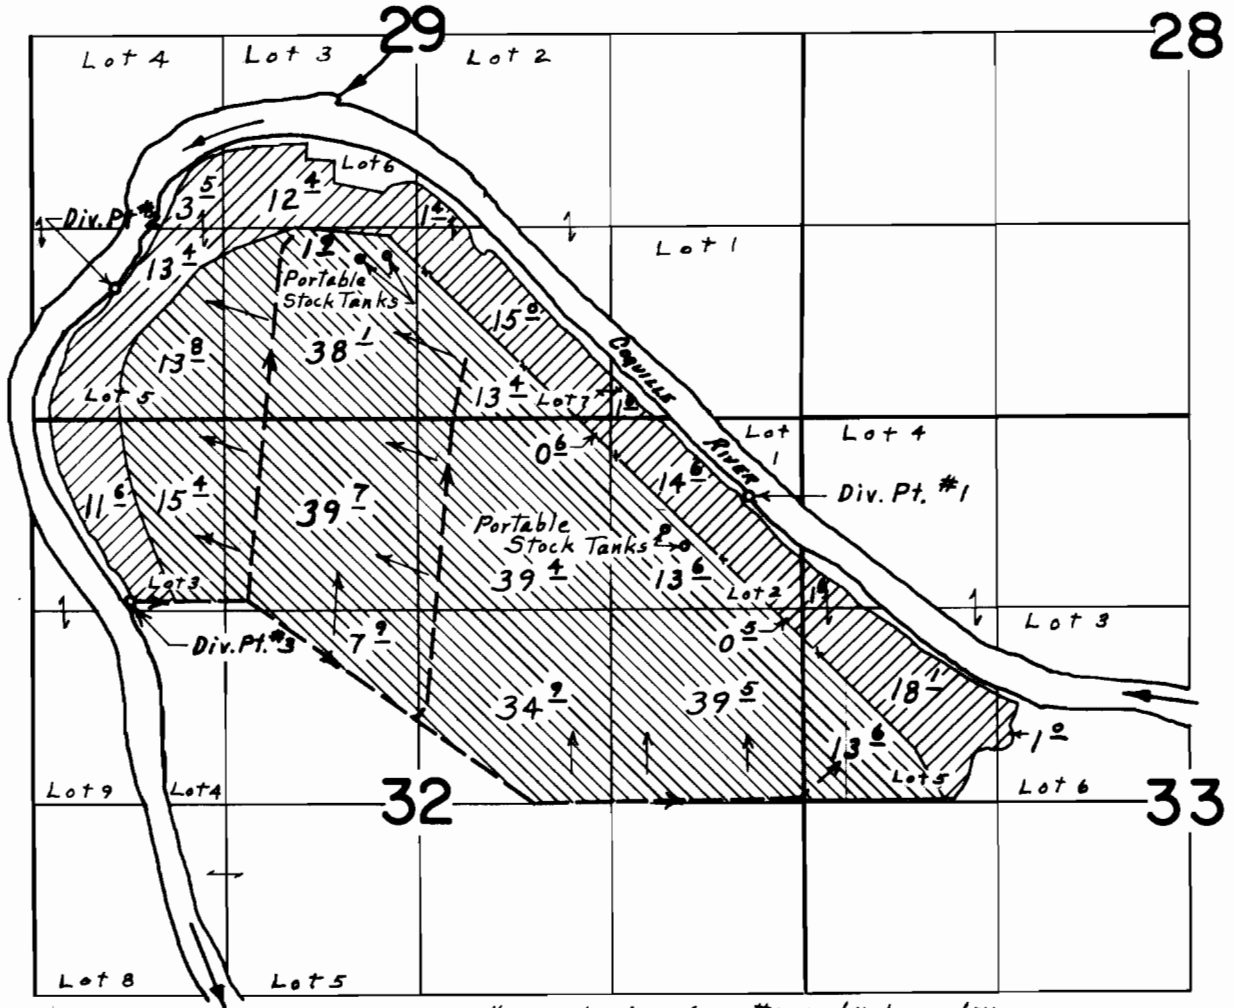 29
28
Lot 4
Lot 3
Lot 2
Lot 6
3 5
12 4
1 4
Div. Pt. #2
Lot 1
13 4
Portable
Stock Tanks
15 0
13 8
38 1
COQUILLE
RIVER
Lot 5
13 4
Lot 7
Lot 1
Lot 4
0 6
14 6
Div. Pt. #1
11 6
15 4
39 7
Portable
Stock Tanks
39 4
13 6
Lot 3
Lot 2
Div. Pt. #3
7 9
0 5
Lot 3
34 9
39 5
18 1
1 0
13 6
Lot 5
Lot 9
Lot 4
32
Lot 6
33
Lot 8
Lot 5